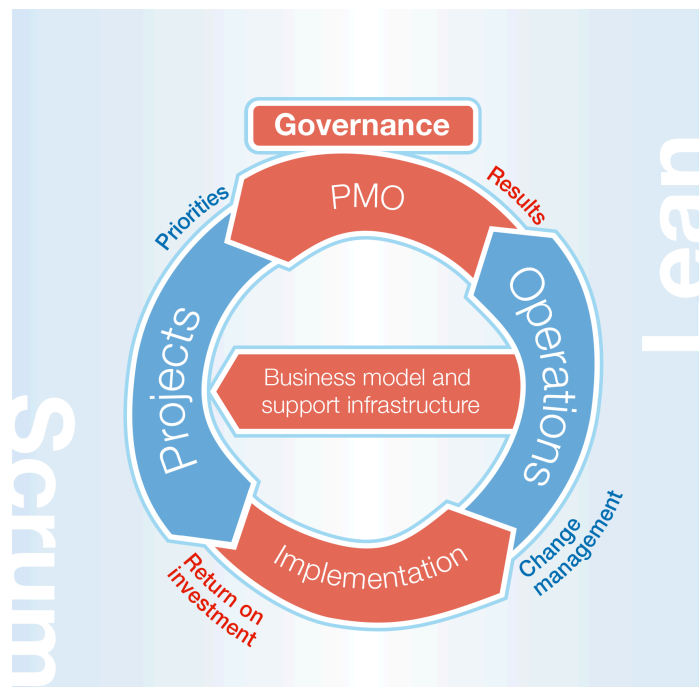 Governance
PMO
Priorities
Results
Lean
Projects
Operations
Business model and
support infrastructure
Scrum
Implementation
Return on
investment
Change
management